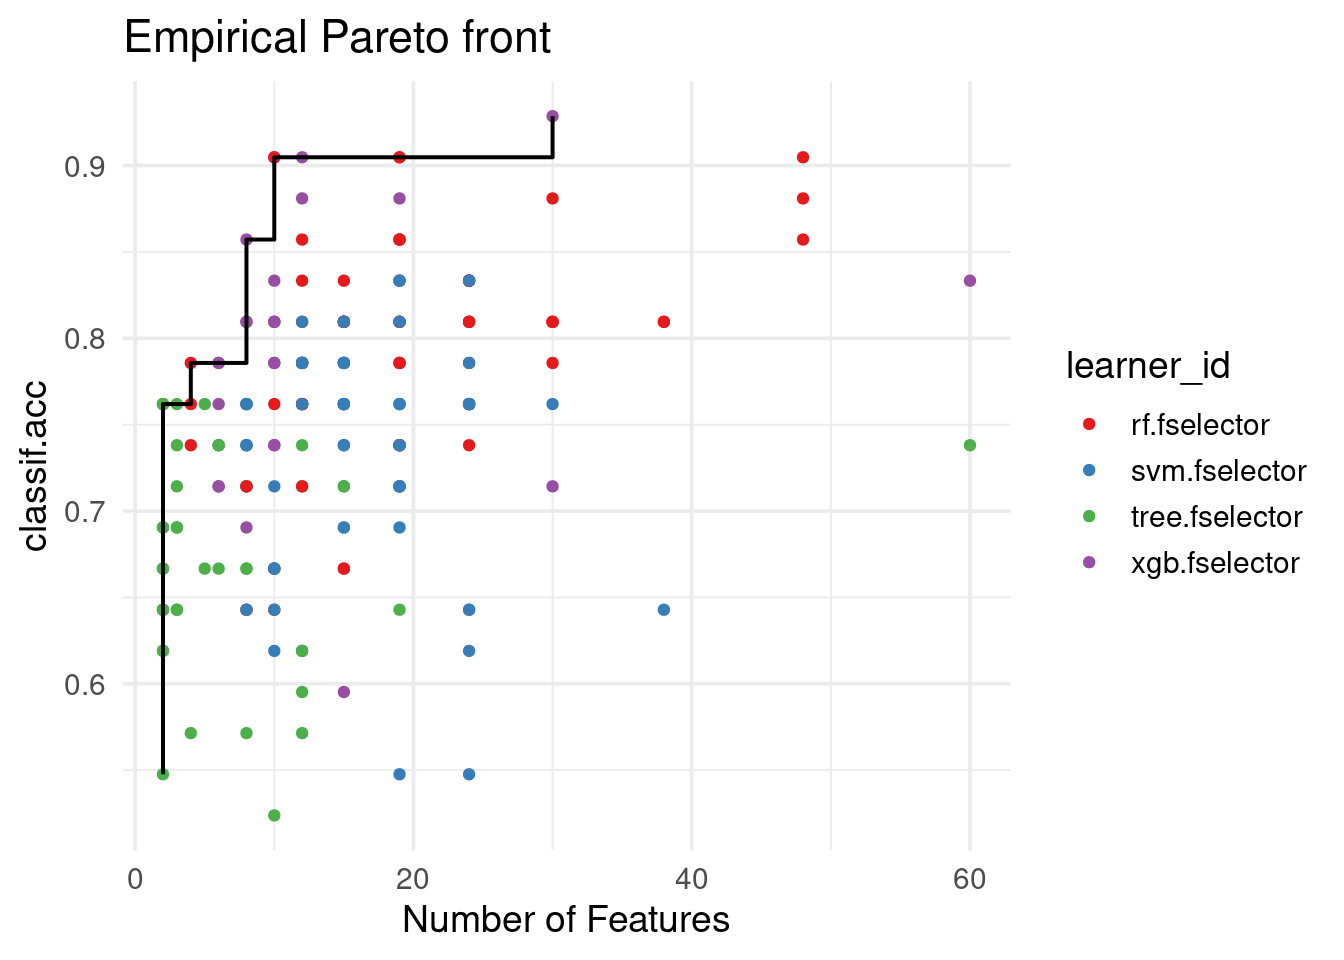 Empirical Pareto front
classif.acc
0.9
0.8
0.7
0.6
0
20
40
60
Number of Features
learner_id
rf.fselector
svm.fselector
tree.fselector
xgb.fselector